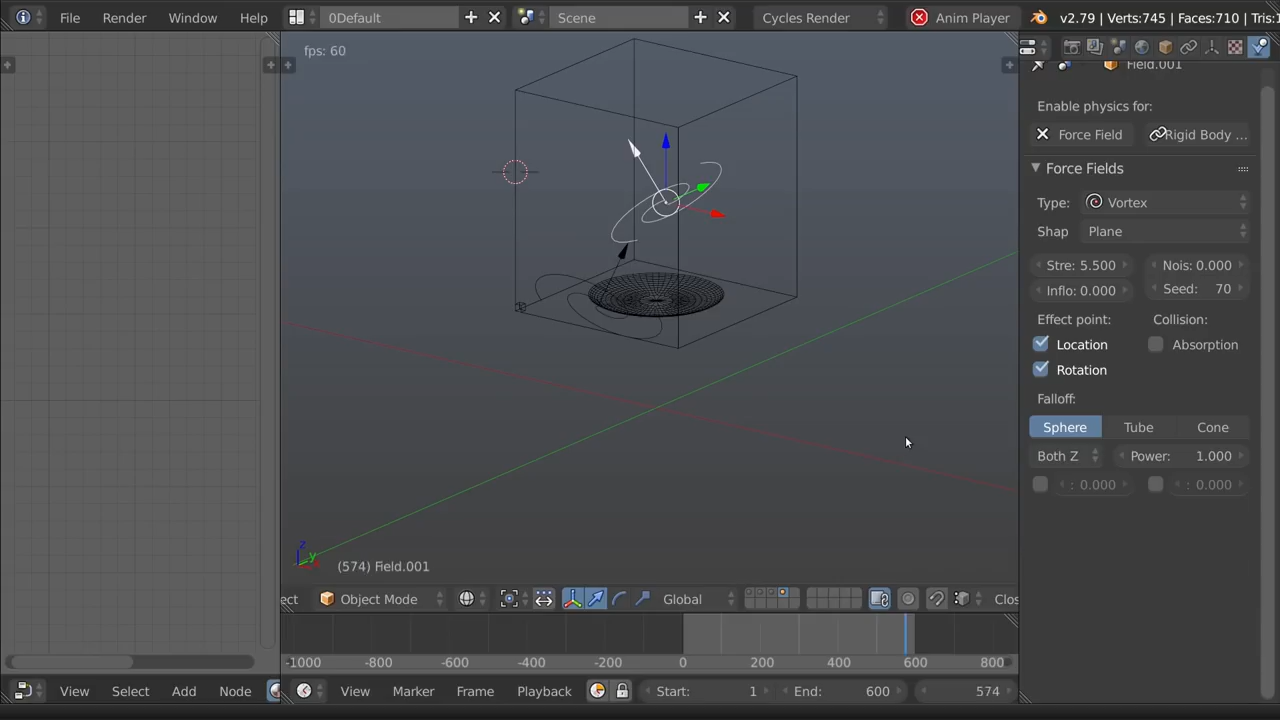 File Render Window Help 0Default Scene Cycles Render Anim Player v2.79 | Verts:745 | Faces:710 | Tris:1
fps: 60
Field.001
Enable physics for:
Force Field Rigid Body ...
Force Fields
Type: Vortex
Shap Plane
Stre: 5.500 Nois: 0.000
Inflo: 0.000 Seed: 70
Effect point: Collision:
Location Absorption
Rotation
Falloff:
Sphere Tube Cone
Both Z Power: 1.000
: 0.000 : 0.000
z
y
(574) Field.001
ect Object Mode Global Clos
-1000 -800 -600 -400 -200 0 200 400 600 800
View Select Add Node View Marker Frame Playback Start: 1 End: 600 574